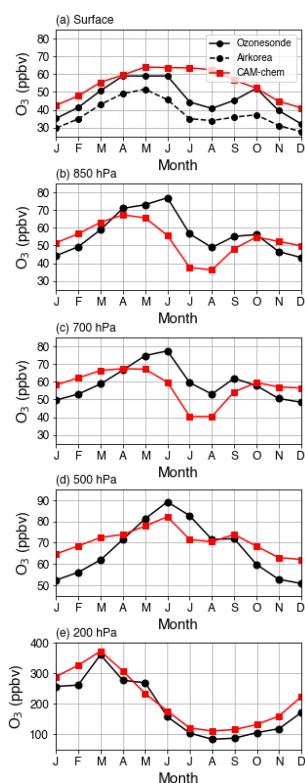 (a) Surface
Ozonesonde
Airkorea
CAM-chem
O3 (ppbv)
80
70
60
50
40
30
J F M A M J J A S O N D
Month
(b) 850 hPa
O3 (ppbv)
80
70
60
50
40
30
J F M A M J J A S O N D
Month
(c) 700 hPa
O3 (ppbv)
80
70
60
50
40
30
J F M A M J J A S O N D
Month
(d) 500 hPa
O3 (ppbv)
90
80
70
60
50
J F M A M J J A S O N D
Month
(e) 200 hPa
O3 (ppbv)
400
300
200
100
J F M A M J J A S O N D
Month